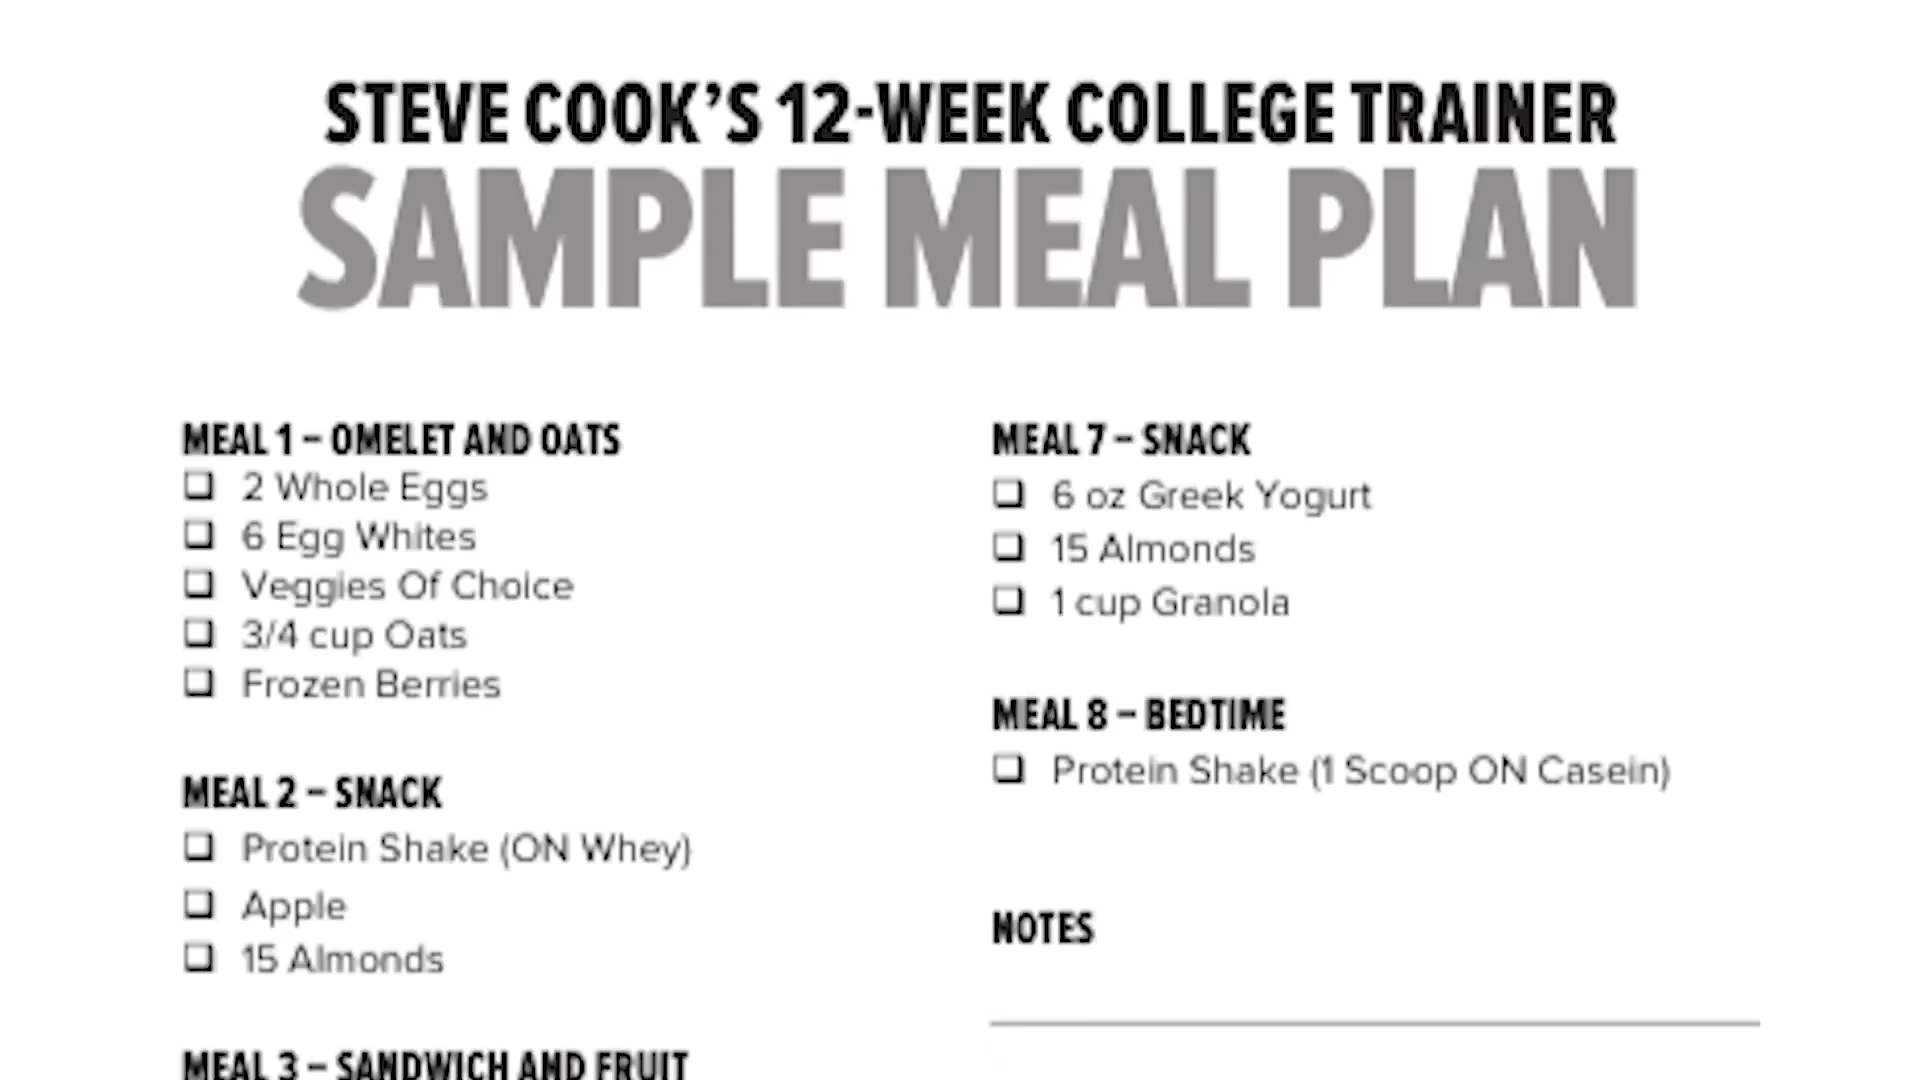 STEVE COOK'S 12-WEEK COLLEGE TRAINER
SAMPLE MEAL PLAN
MEAL 1 – OMELET AND OATS
❑ 2 Whole Eggs
❑ 6 Egg Whites
❑ Veggies Of Choice
❑ 3/4 cup Oats
❑ Frozen Berries
MEAL 2 – SNACK
❑ Protein Shake (ON Whey)
❑ Apple
❑ 15 Almonds
MEAL 3 – SANDWICH AND FRUIT
MEAL 7 – SNACK
❑ 6 oz Greek Yogurt
❑ 15 Almonds
❑ 1 cup Granola
MEAL 8 – BEDTIME
❑ Protein Shake (1 Scoop ON Casein)
NOTES